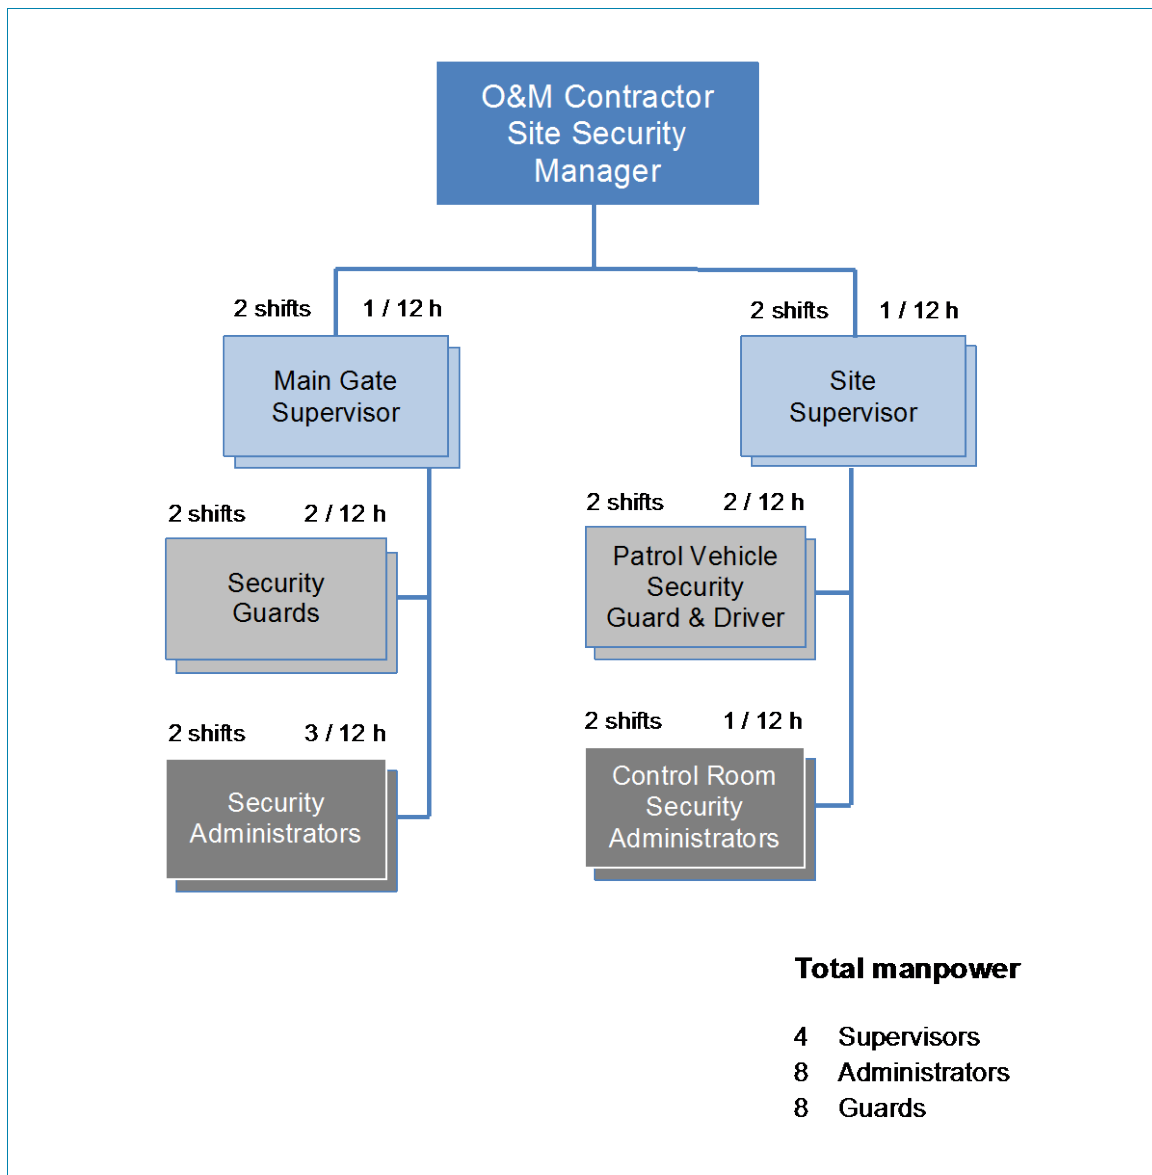 O&M Contractor
Site Security
Manager
2 shifts 1 / 12 h
2 shifts 1 / 12 h
Main Gate
Supervisor
Site
Supervisor
2 shifts 2 / 12 h
Security
Guards
2 shifts 2 / 12 h
Patrol Vehicle
Security
Guard & Driver
2 shifts 3 / 12 h
Security
Administrators
2 shifts 1 / 12 h
Control Room
Security
Administrators
Total manpower
4 Supervisors
8 Administrators
8 Guards